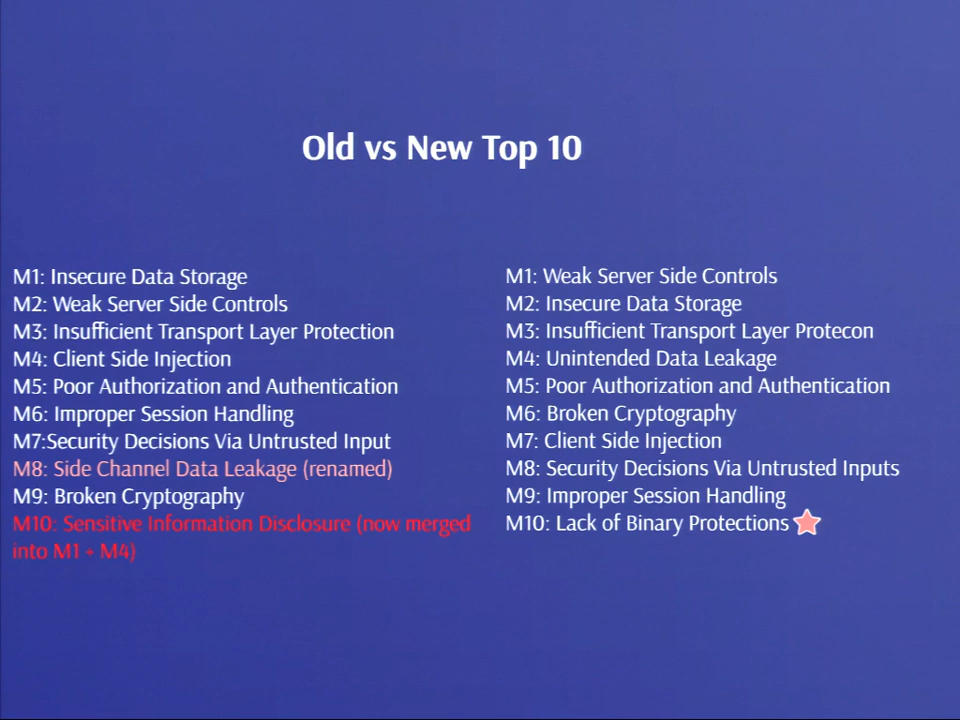 Old vs New Top 10
M1: Insecure Data Storage
M2: Weak Server Side Controls
M3: Insufficient Transport Layer Protection
M4: Client Side Injection
M5: Poor Authorization and Authentication
M6: Improper Session Handling
M7:Security Decisions Via Untrusted Input
M8: Side Channel Data Leakage (renamed)
M9: Broken Cryptography
M10: Sensitive Information Disclosure (now merged
into M1 + M4)
M1: Weak Server Side Controls
M2: Insecure Data Storage
M3: Insufficient Transport Layer Protecon
M4: Unintended Data Leakage
M5: Poor Authorization and Authentication
M6: Broken Cryptography
M7: Client Side Injection
M8: Security Decisions Via Untrusted Inputs
M9: Improper Session Handling
M10: Lack of Binary Protections